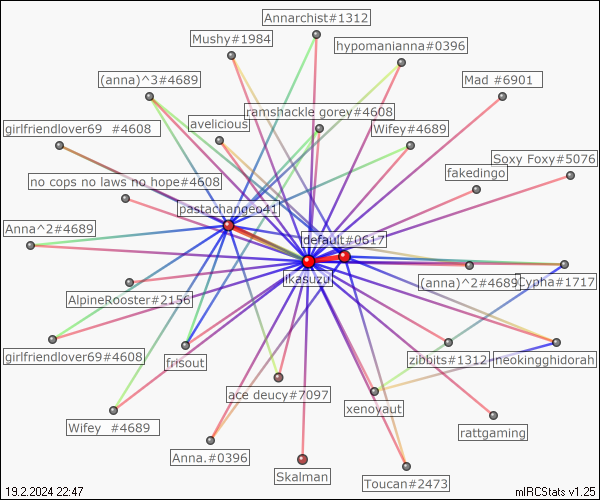 Annarchist#1312
Mushy#1984
hypomanianna#0396
(anna)^3#4689
Mad #6901
ramshackle gorey#4608
avelicious
girlfriendlover69 #4608
Wifey#4689
Soxy Foxy#5076
fakedingo
no cops no laws no hope#4608
pastachangeo41
Anna^2#4689
default#0617
ikasuzu
(anna)^2#4689
Cypha#1717
AlpineRooster#2156
girlfriendlover69#4608
frisout
zibbits#1312
neokingghidorah
ace deucy#7097
xenovaut
Wifey #4689
rattgaming
Anna.#0396
Skalman
Toucan#2473
19.2.2024 22:47
mIRCStats v1.25